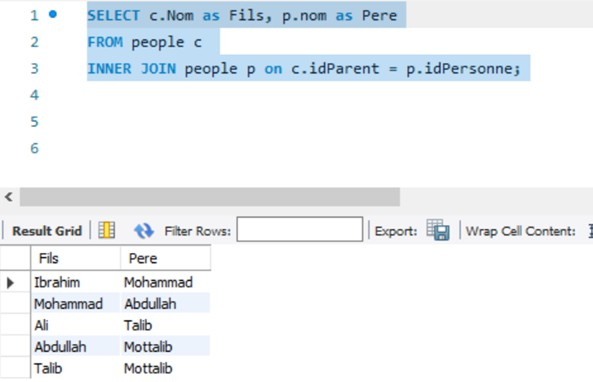 1 SELECT c.Nom as Fils, p.nom as Pere
2 FROM people c
3 INNER JOIN people p on c.idParent = p.idPersonne;
4
5
6
Result Grid Filter Rows: Export: Wrap Cell Content:
Fils Pere
Ibrahim Mohammad
Mohammad Abdullah
Ali Talib
Abdullah Mottalib
Talib Mottalib